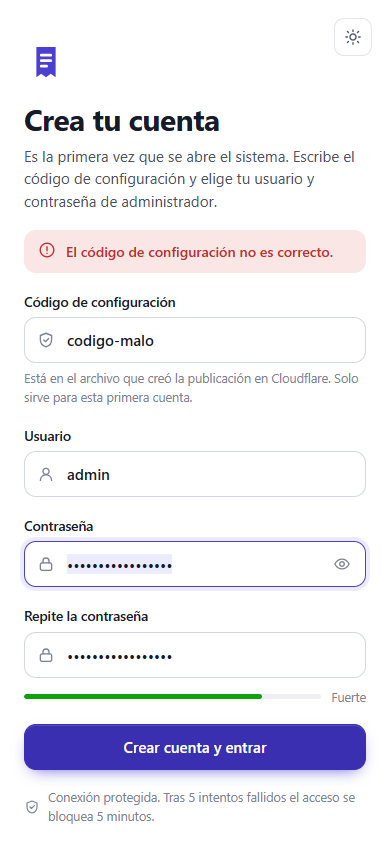 Crea tu cuenta
Es la primera vez que se abre el sistema. Escribe el
código de configuración y elige tu usuario y
contraseña de administrador.
El código de configuración no es correcto.
Código de configuración
codigo-malo
Está en el archivo que creó la publicación en Cloudflare. Solo
sirve para esta primera cuenta.
Usuario
admin
Contraseña
•••••••••••••••••
Repite la contraseña
•••••••••••••••••
Fuerte
Crear cuenta y entrar
Conexión protegida. Tras 5 intentos fallidos el acceso se
bloquea 5 minutos.